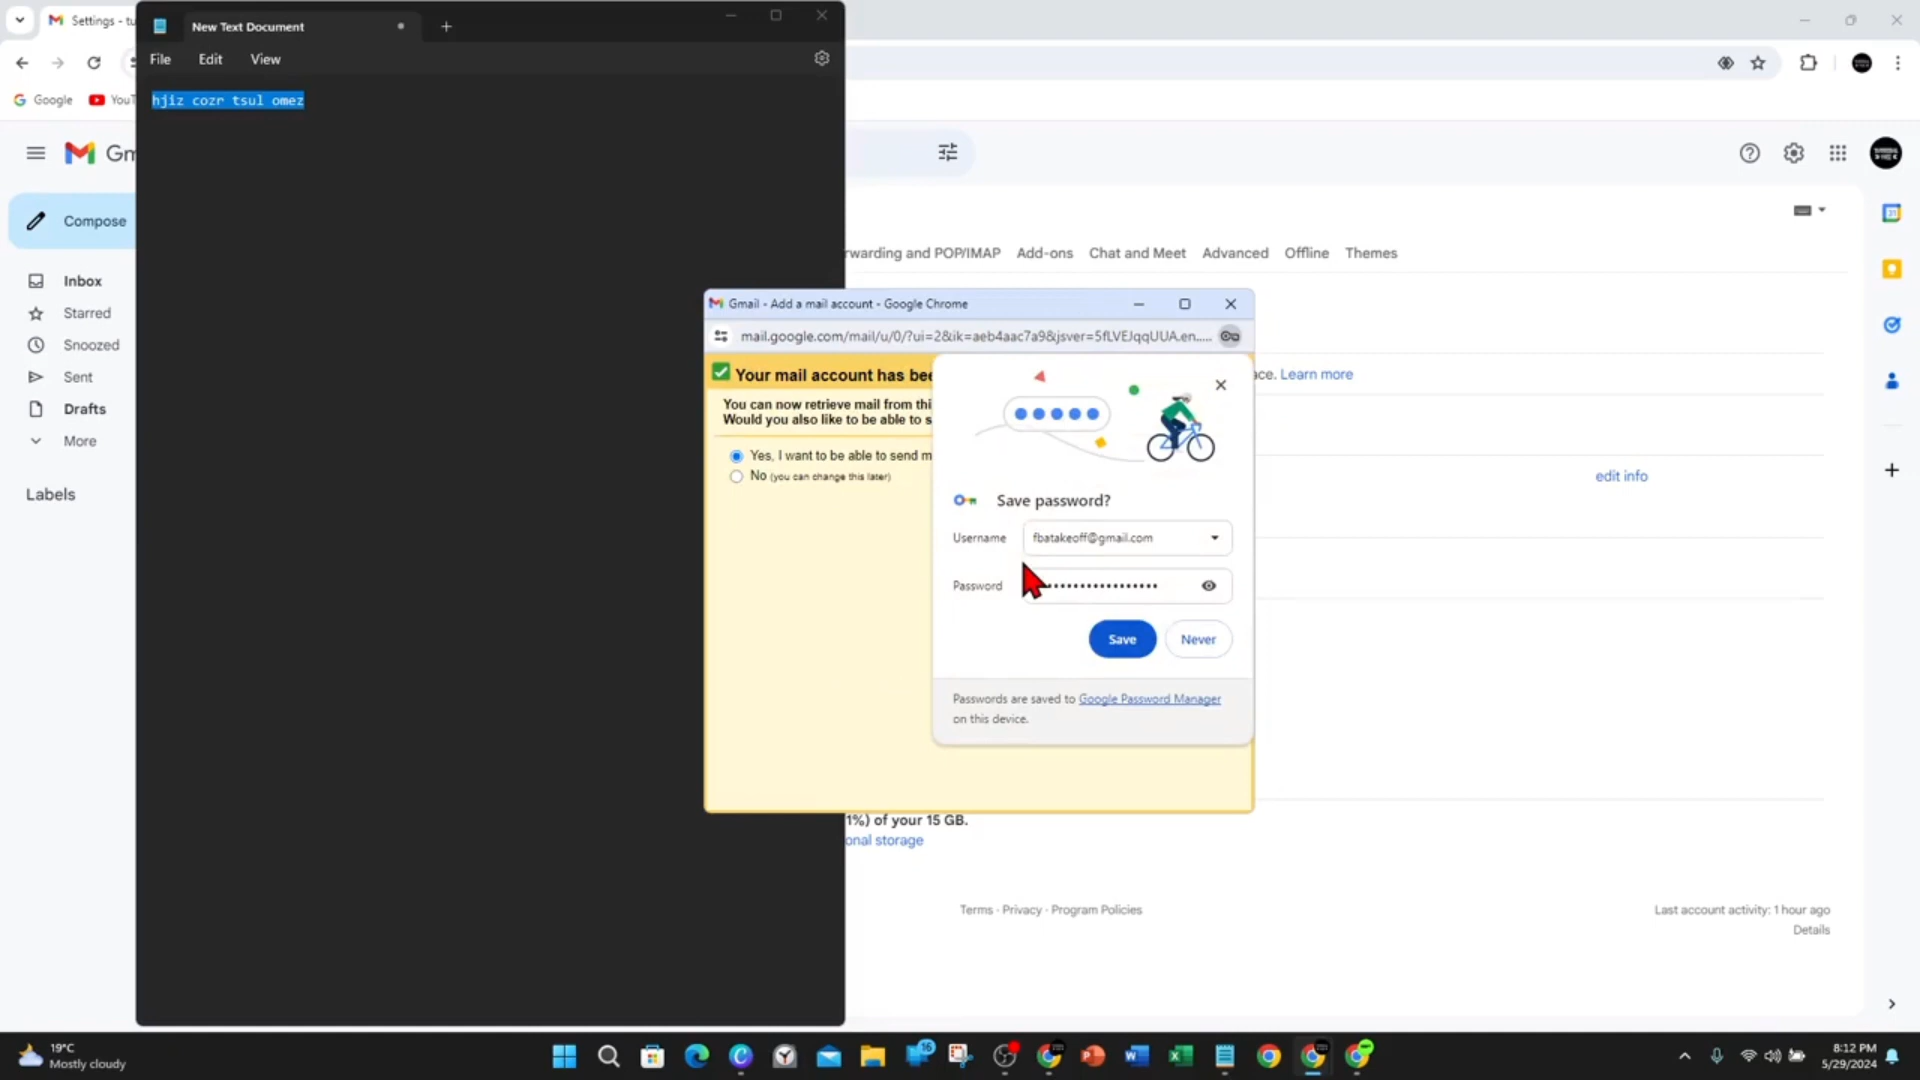 Settings - tu
New Text Document
File Edit View
Google YouT
hjiz cozr tsul omez
Gm
Compose
Inbox
Starred
Snoozed
Sent
Drafts
More
Labels
rwarding and POP/IMAP Add-ons Chat and Meet Advanced Offline Themes
Gmail - Add a mail account - Google Chrome
mail.google.com/mail/u/0/?ui=2&ik=aeb4aac7a9&jsver=5fLVEJqqUUA.en.....
Your mail account has bee
You can now retrieve mail from thi
Would you also like to be able to s
Yes, I want to be able to send m
No (you can change this later)
ace. Learn more
edit info
Save password?
Username fbatakeoff@gmail.com
Password
Save Never
Passwords are saved to Google Password Manager
on this device.
1%) of your 15 GB.
onal storage
Terms · Privacy · Program Policies
Last account activity: 1 hour ago
Details
19°C
Mostly cloudy
16
8:12 PM
5/29/2024